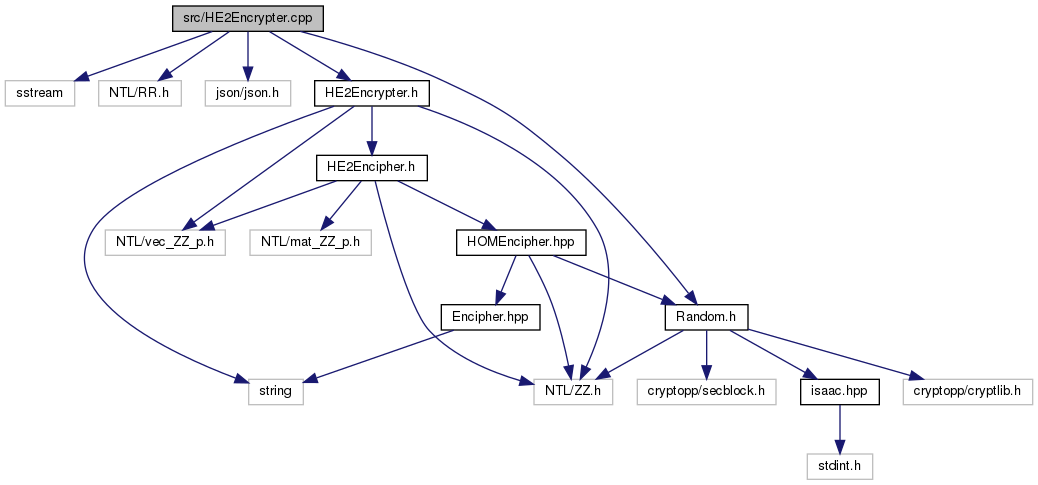 src/HE2Encrypter.cpp
sstream
NTL/RR.h
json/json.h
HE2Encrypter.h
HE2Encipher.h
NTL/vec_ZZ_p.h
NTL/mat_ZZ_p.h
HOMEncipher.hpp
Encipher.hpp
Random.h
string
NTL/ZZ.h
cryptopp/secblock.h
isaac.hpp
cryptopp/cryptlib.h
stdint.h